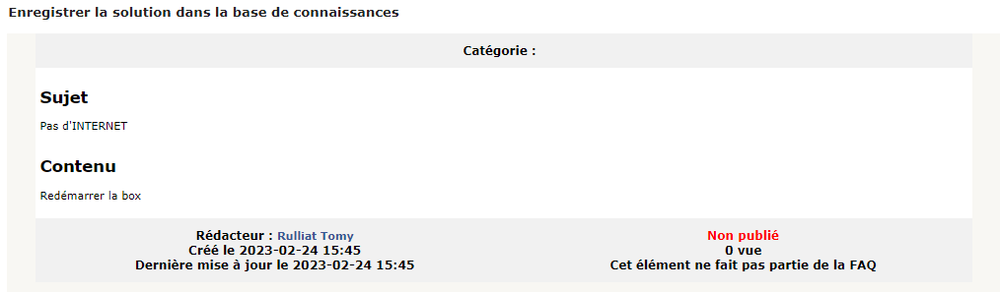 Enregistrer la solution dans la base de connaissances
Catégorie :
Sujet
Pas d'INTERNET
Contenu
Redémarrer la box
Rédacteur : Rulliat Tomy
Créé le 2023-02-24 15:45
Dernière mise à jour le 2023-02-24 15:45
Non publié
0 vue
Cet élément ne fait pas partie de la FAQ